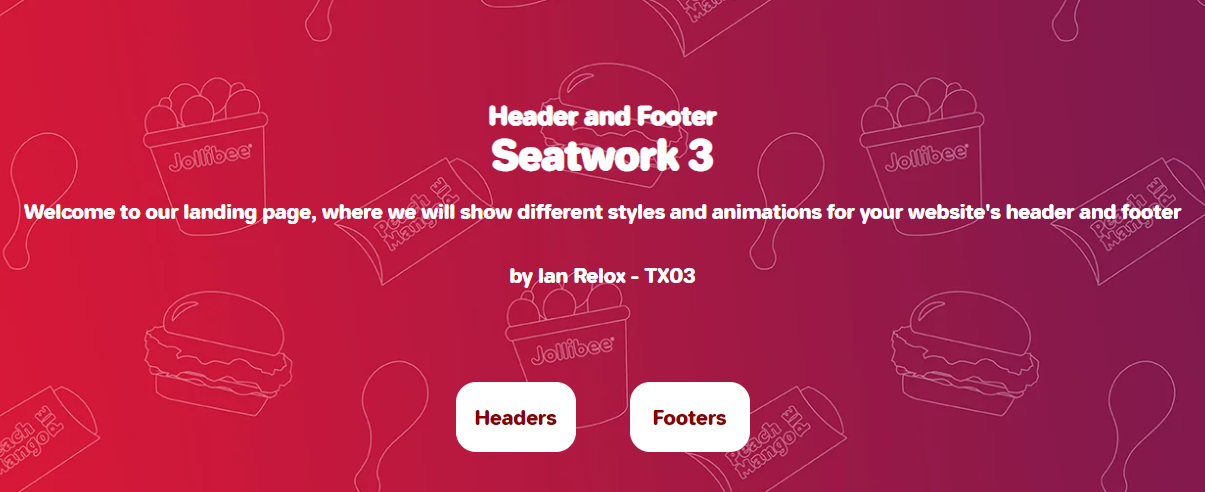 Header and Footer
Seatwork 3
Welcome to our landing page, where we will show different styles and animations for your website's header and footer
by Ian Relox - TX03
Headers
Footers
Jollibee
Jollibee
Jollibee
Peach Mango Pie
Peach Mango Pie
Peach Mango Pie
Peach Mango Pie